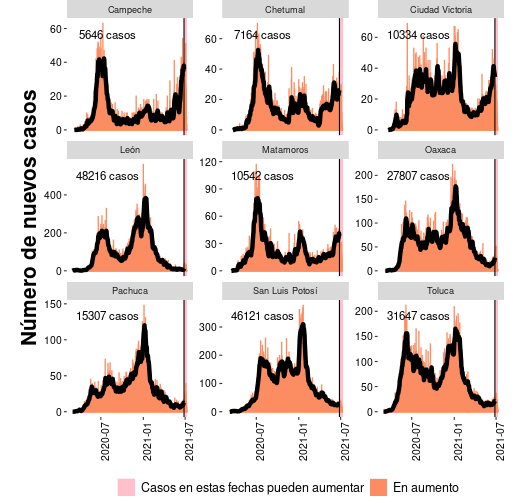 Número de nuevos casos
Campeche
Chetumal
Ciudad Victoria
60
40
20
0
5646 casos
60
40
20
0
7164 casos
60
40
20
0
10334 casos
León
Matamoros
Oaxaca
400
200
0
48216 casos
120
90
60
30
0
10542 casos
200
150
100
50
0
27807 casos
Pachuca
San Luis Potosí
Toluca
150
100
50
0
15307 casos
300
200
100
0
46121 casos
200
150
100
50
0
31647 casos
2020-07
2021-01
2021-07
2020-07
2021-01
2021-07
2020-07
2021-01
2021-07
Casos en estas fechas pueden aumentar
En aumento